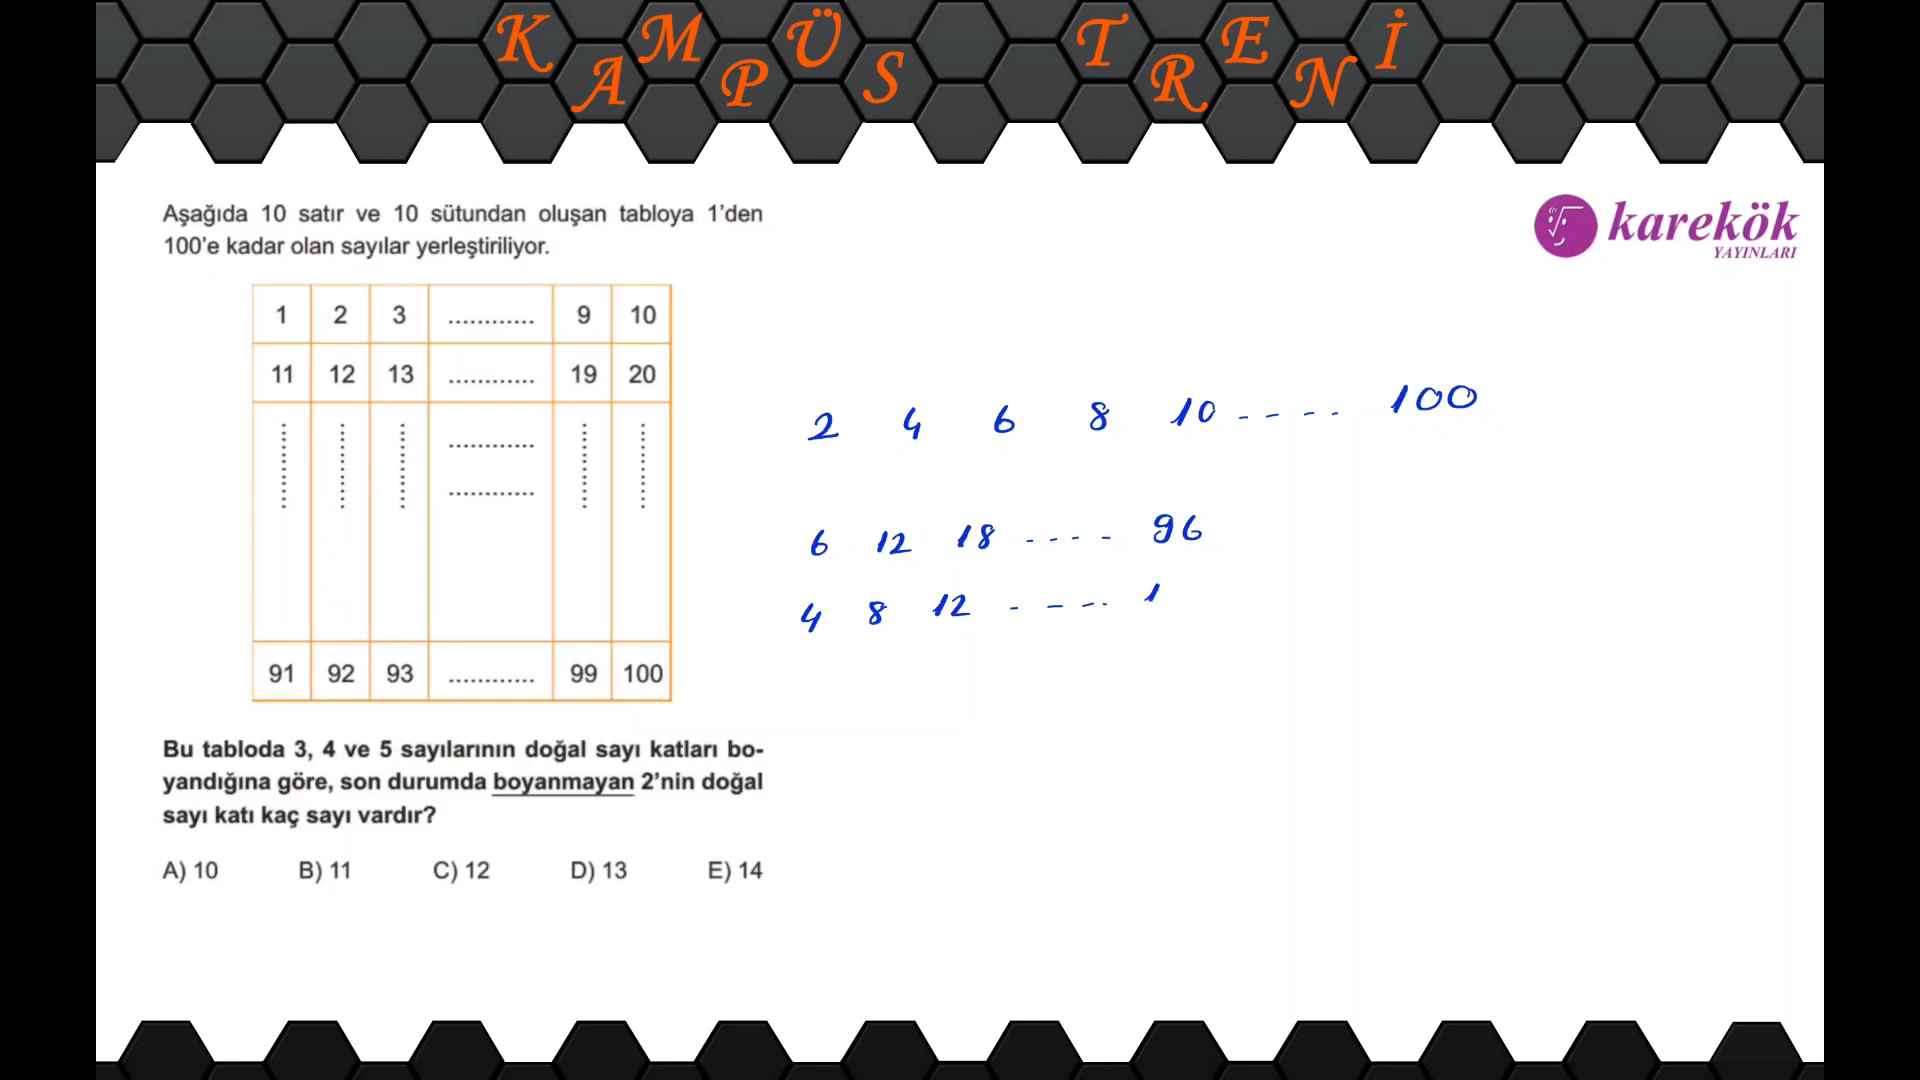 KAMPÜS TRENİ
Aşağıda 10 satır ve 10 sütundan oluşan tabloya 1’den
100’e kadar olan sayılar yerleştiriliyor.
karekök
YAYINLARI
1 2 3 ............ 9 10
11 12 13 ............ 19 20
............
............
91 92 93 ............ 99 100
2 4 6 8 10 - - - - 100
6 12 18 - - - - 96
4 8 12 - - - - 1
Bu tabloda 3, 4 ve 5 sayılarının doğal sayı katları bo-
yandığına göre, son durumda boyanmayan 2’nin doğal
sayı katı kaç sayı vardır?
A) 10 B) 11 C) 12 D) 13 E) 14